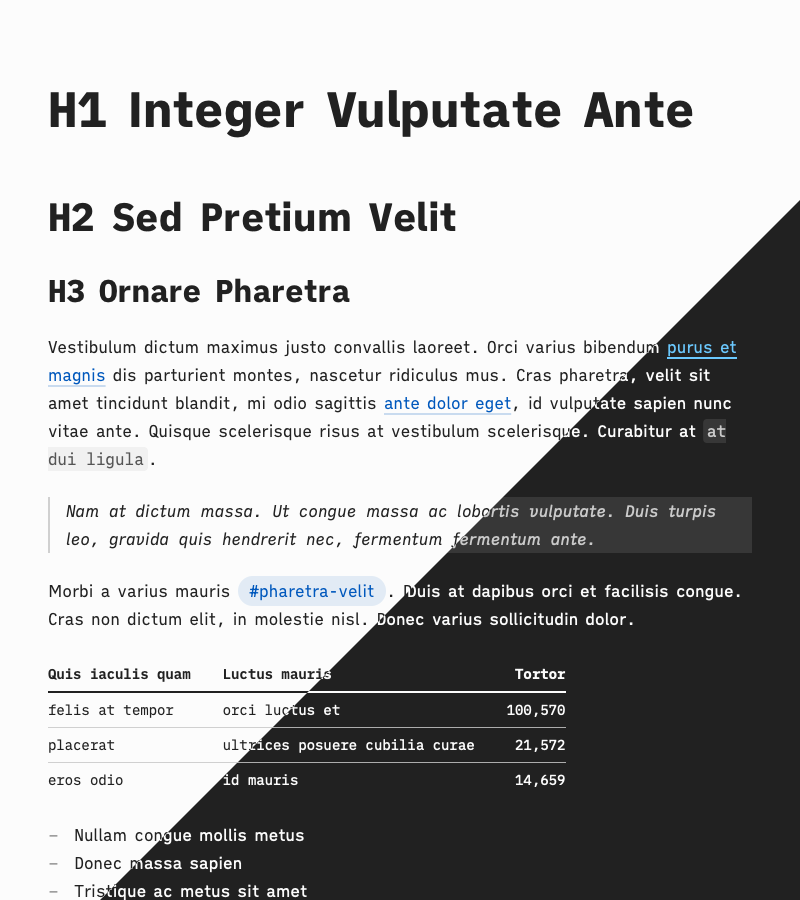 H1 Integer Vulputate Ante
H2 Sed Pretium Velit
H3 Ornare Pharetra
Vestibulum dictum maximus justo convallis laoreet. Orci varius bibendum purus et
magnis dis parturient montes, nascetur ridiculus mus. Cras pharetra, velit sit
amet tincidunt blandit, mi odio sagittis ante dolor eget, id vulputate sapien nunc
vitae ante. Quisque scelerisque risus at vestibulum scelerisque. Curabitur at at
dui ligula.
Nam at dictum massa. Ut congue massa ac lobortis vulputate. Duis turpis
leo, gravida quis hendrerit nec, fermentum fermentum ante.
Morbi a varius mauris #pharetra-velit. Duis at dapibus orci et facilisis congue.
Cras non dictum elit, in molestie nisl. Donec varius sollicitudin dolor.
Quis iaculis quam Luctus mauris Tortor
felis at tempor orci luctus et 100,570
placerat ultrices posuere cubilia curae 21,572
eros odio id mauris 14,659
– Nullam congue mollis metus
– Donec massa sapien
– Tristique ac metus sit amet